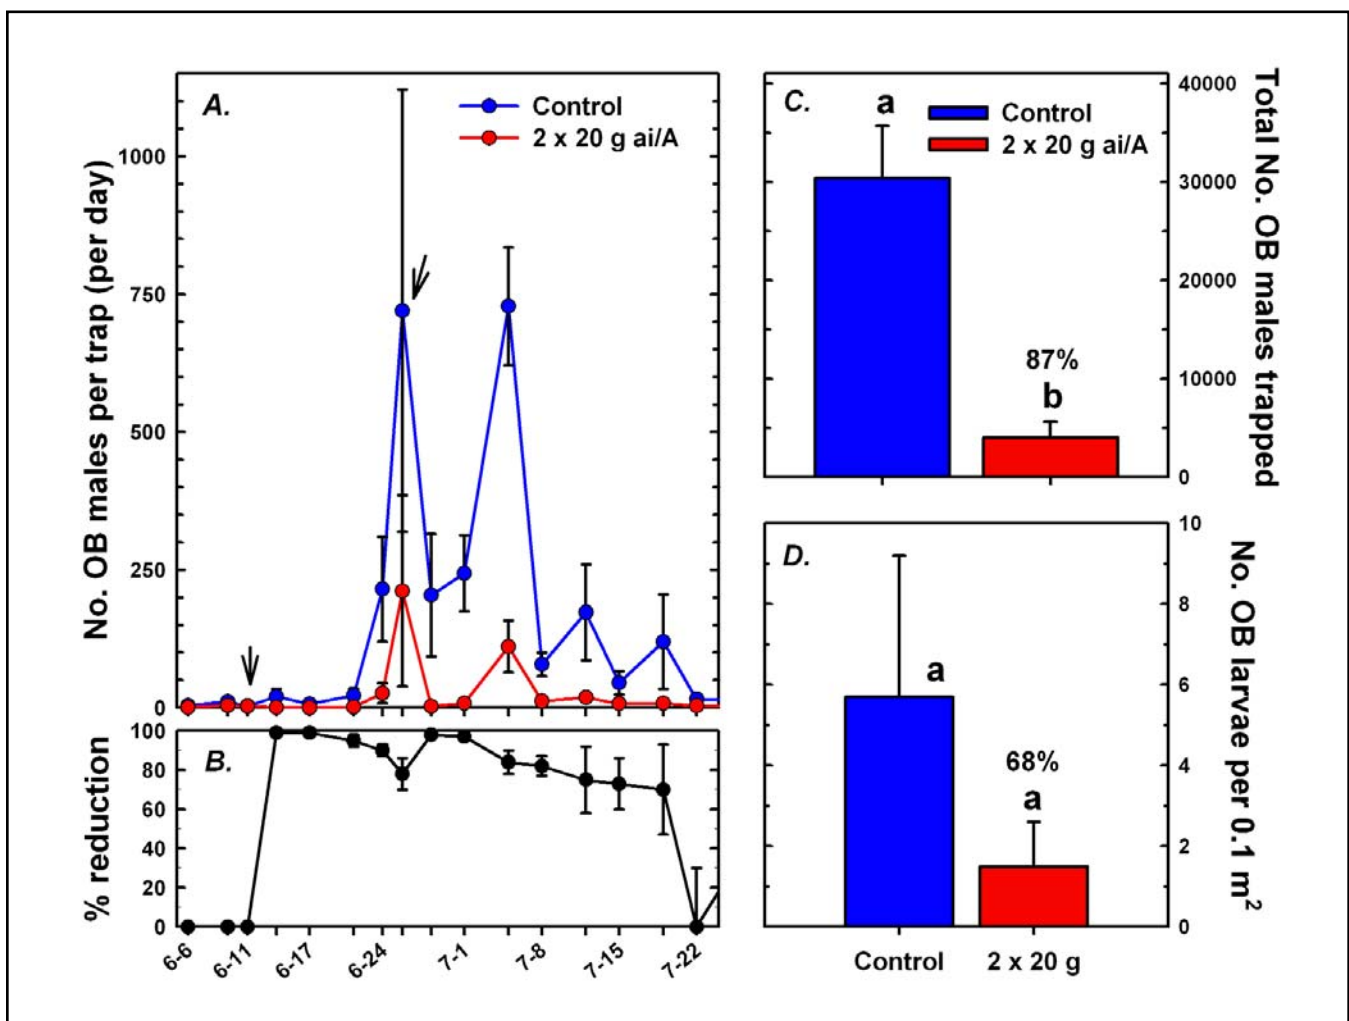 A.
Control
2 x 20 g ai/A
No. OB males per trap (per day)
1000
750
500
250
0
B.
% reduction
100
80
60
40
20
0
6-6
6-11
6-17
6-24
7-1
7-8
7-15
7-22
C.
a
Control
2 x 20 g ai/A
87%
b
40000
30000
20000
10000
0
Total No. OB males trapped
D.
a
68%
a
10
8
6
4
2
0
No. OB larvae per 0.1 m²
Control
2 x 20 g